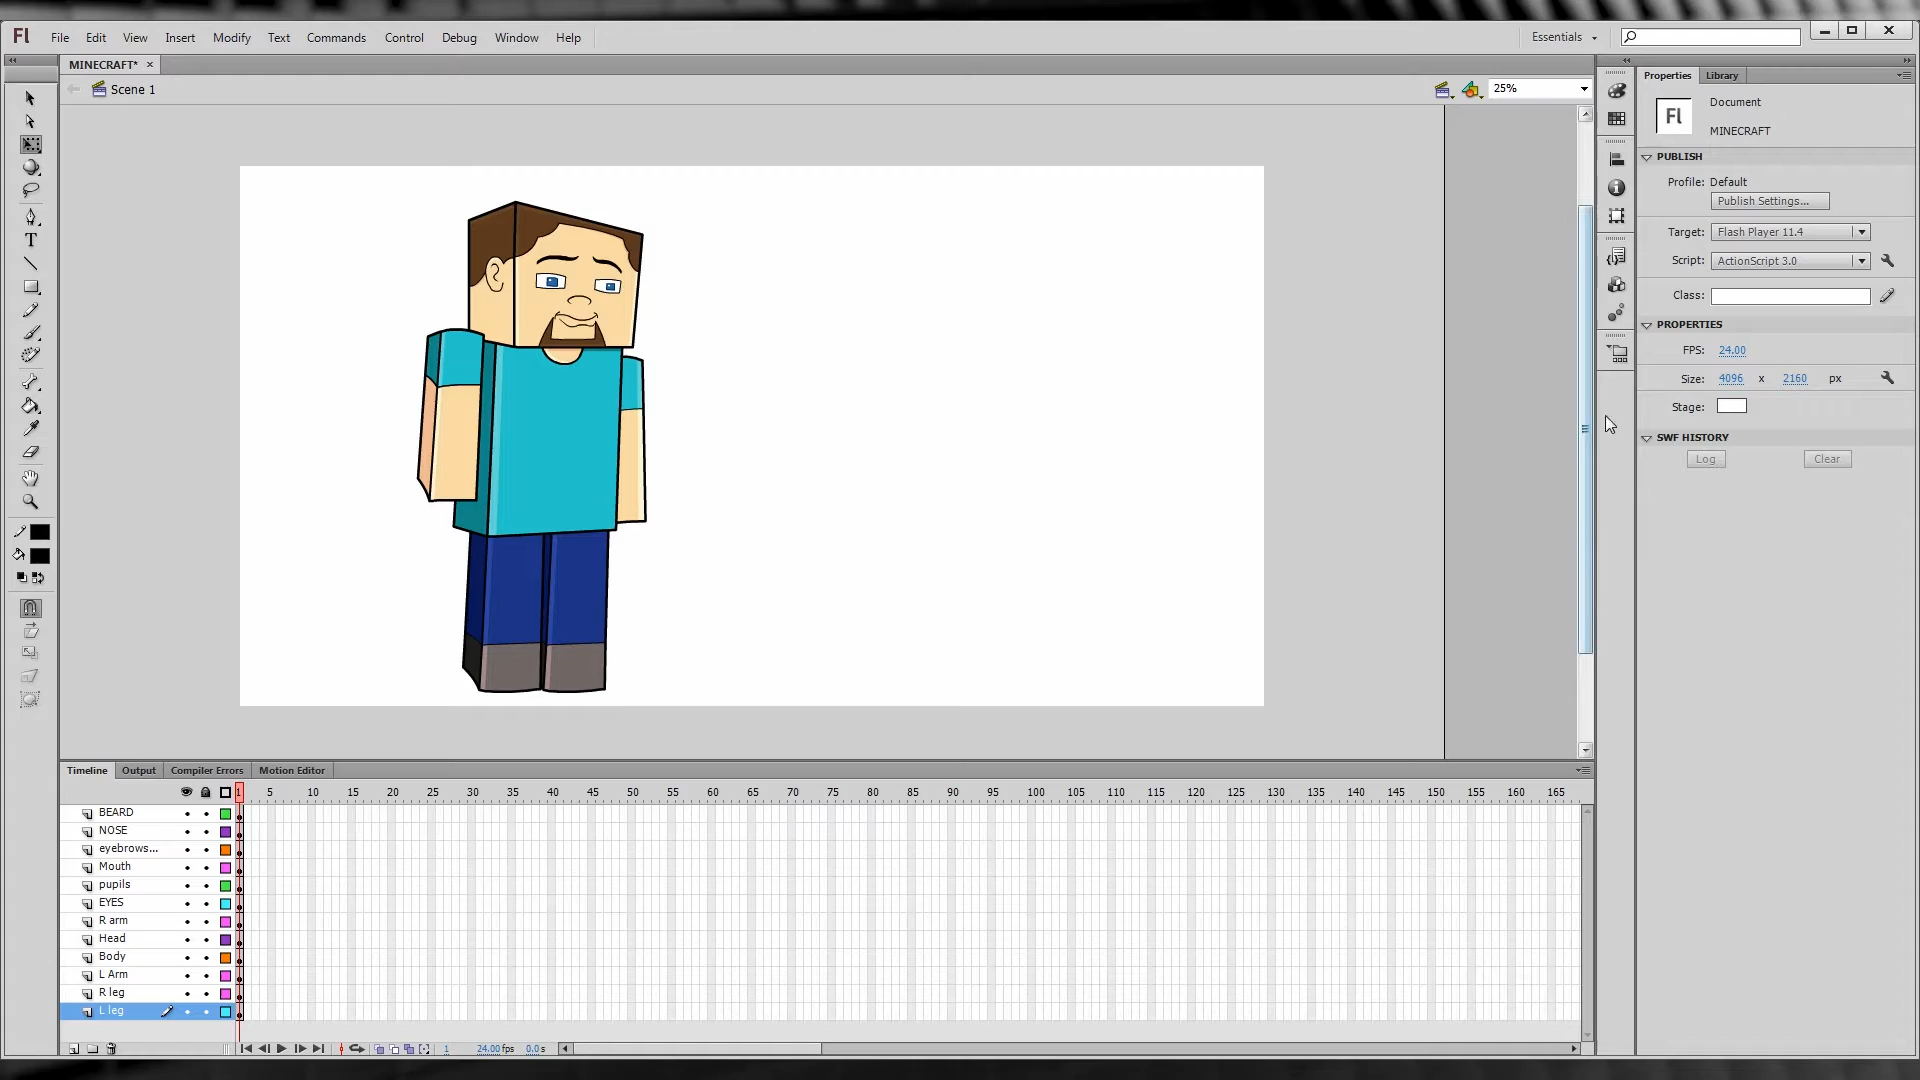 Fl File Edit View Insert Modify Text Commands Control Debug Window Help Essentials
MINECRAFT* ×
Scene 1 25%
Properties Library
Fl Document
MINECRAFT
PUBLISH
Profile: Default
Publish Settings...
Target: Flash Player 11.4
Script: ActionScript 3.0
Class:
PROPERTIES
FPS: 24.00
Size: 4096 x 2160 px
Stage:
SWF HISTORY
Log Clear
T
Timeline Output Compiler Errors Motion Editor
1 5 10 15 20 25 30 35 40 45 50 55 60 65 70 75 80 85 90 95 100 105 110 115 120 125 130 135 140 145 150 155 160 165
BEARD
NOSE
eyebrows...
Mouth
pupils
EYES
R arm
Head
Body
L Arm
R leg
L leg
1 24.00 fps 0.0 s